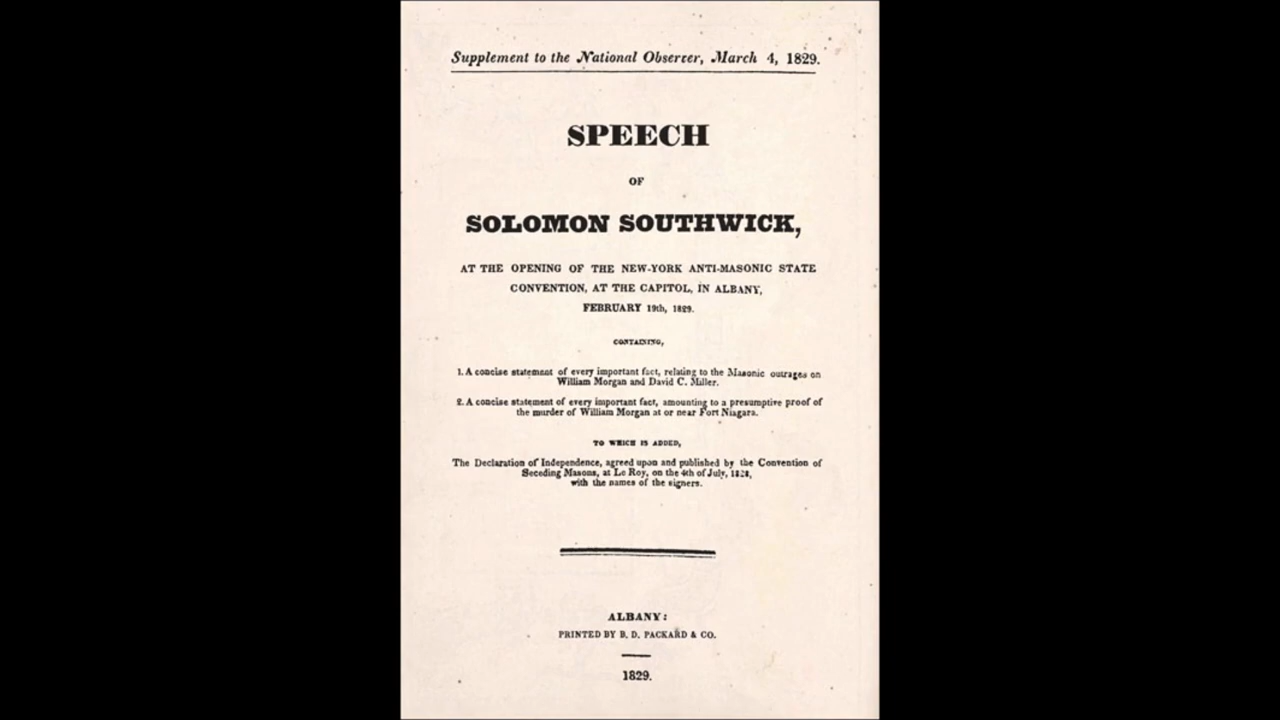 Supplement to the National Observer, March 4, 1829.
SPEECH
OF
SOLOMON SOUTHWICK,
AT THE OPENING OF THE NEW-YORK ANTI-MASONIC STATE
CONVENTION, AT THE CAPITOL, IN ALBANY,
FEBRUARY 19th, 1829.
CONTAINING,
1. A concise statement of every important fact, relating to the Masonic outrages on
William Morgan and David C. Miller.
2. A concise statement of every important fact, amounting to a presumptive proof of
the murder of William Morgan at or near Fort Niagara.
TO WHICH IS ADDED,
The Declaration of Independence, agreed upon and published by the Convention of
Seceding Masons, at Le Roy, on the 4th of July, 1828,
with the names of the signers.
ALBANY:
PRINTED BY B. D. PACKARD & CO.
1829.